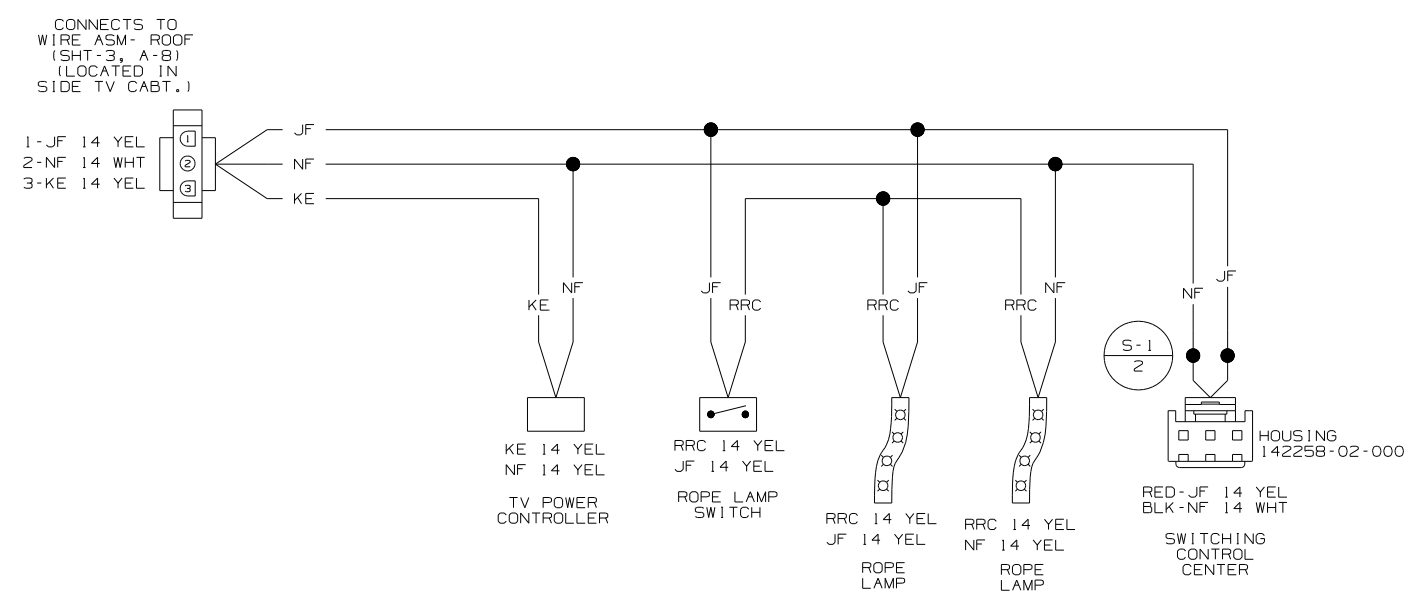 CONNECTS TO
WIRE ASM- ROOF
(SHT-3, A-8)
(LOCATED IN
SIDE TV CABT.)
1-JF 14 YEL
2-NF 14 WHT
3-KE 14 YEL
1
2
3
JF
NF
KE
KE
NF
JF
RRC
RRC
JF
RRC
NF
NF
JF
S-1
2
KE 14 YEL
NF 14 YEL
TV POWER
CONTROLLER
RRC 14 YEL
JF 14 YEL
ROPE LAMP
SWITCH
RRC 14 YEL
JF 14 YEL
ROPE
LAMP
RRC 14 YEL
NF 14 YEL
ROPE
LAMP
HOUSING
142258-02-000
RED-JF 14 YEL
BLK-NF 14 WHT
SWITCHING
CONTROL
CENTER